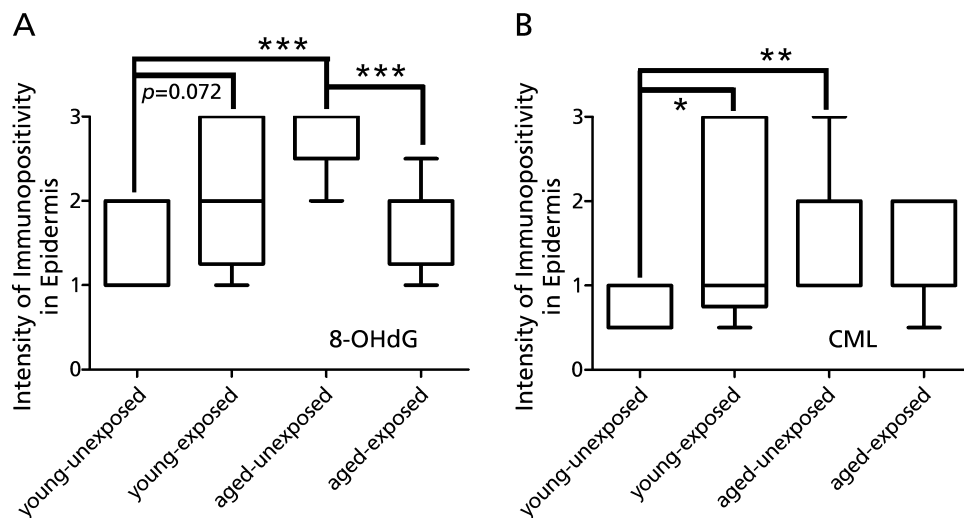 A
Intensity of Immunopositivity
in Epidermis
3
2
1
0
***
***
p=0.072
8-OHdG
young-unexposed
young-exposed
aged-unexposed
aged-exposed
B
Intensity of Immunopositivity
in Epidermis
3
2
1
0
**
*
CML
young-unexposed
young-exposed
aged-unexposed
aged-exposed